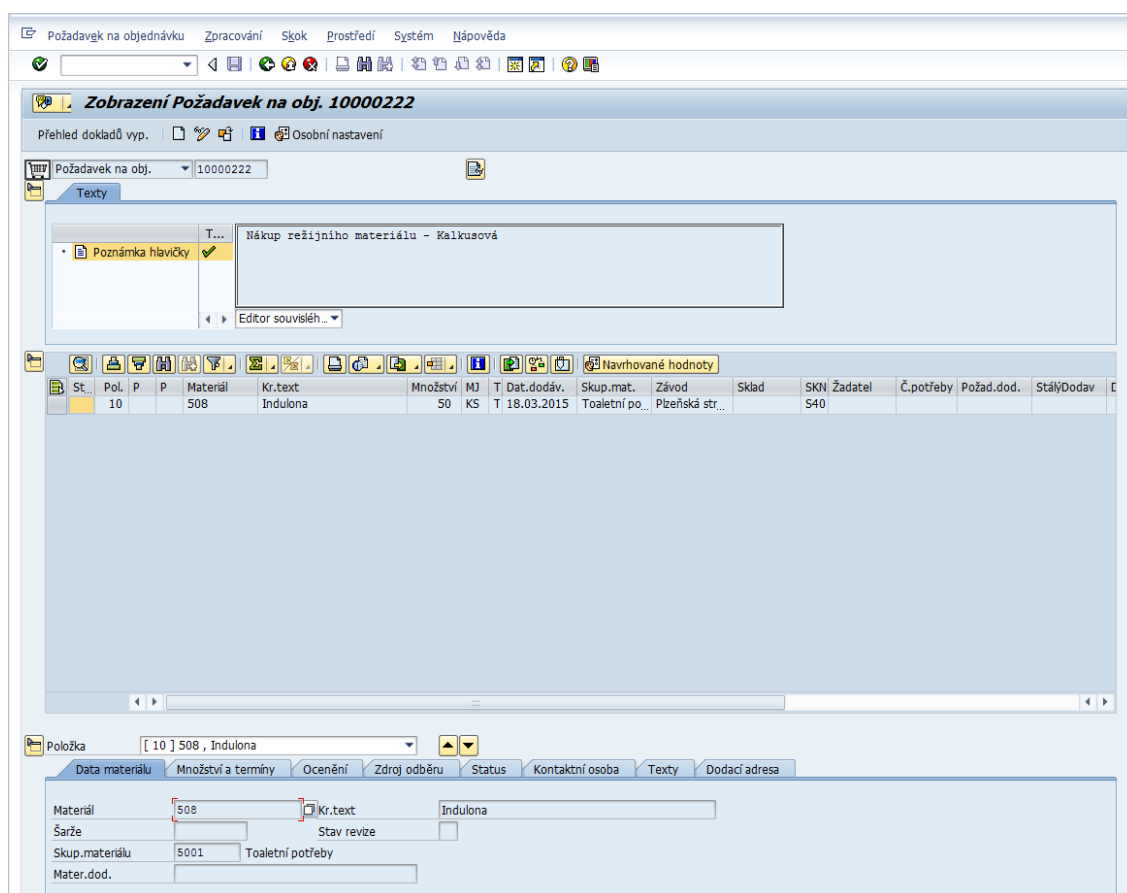 Požadavek na objednávku Zpracování Skok Prostředí Systém Nápověda
Zobrazení Požadavek na obj. 10000222
Přehled dokladů vyp. Osobní nastavení
Požadavek na obj. 10000222
Texty
T...
Poznámka hlavičky
Nákup režijního materiálu - Kalkusová
Editor souvisléh...
Navrhované hodnoty
St... Pol. P P Materiál Kr.text Množství MJ T Dat.dodáv. Skup.mat. Závod Sklad SKN Žadatel Č.potřeby Požad.dod. StálýDodav D
10 508 Indulona 50 KS T 18.03.2015 Toaletní po... Plzeňská str... S40
Položka [ 10 ] 508 , Indulona
Data materiálu Množství a termíny Ocenění Zdroj odběru Status Kontaktní osoba Texty Dodací adresa
Materiál 508 Kr.text Indulona
Šarže Stav revize
Skup.materiálu 5001 Toaletní potřeby
Mater.dod.